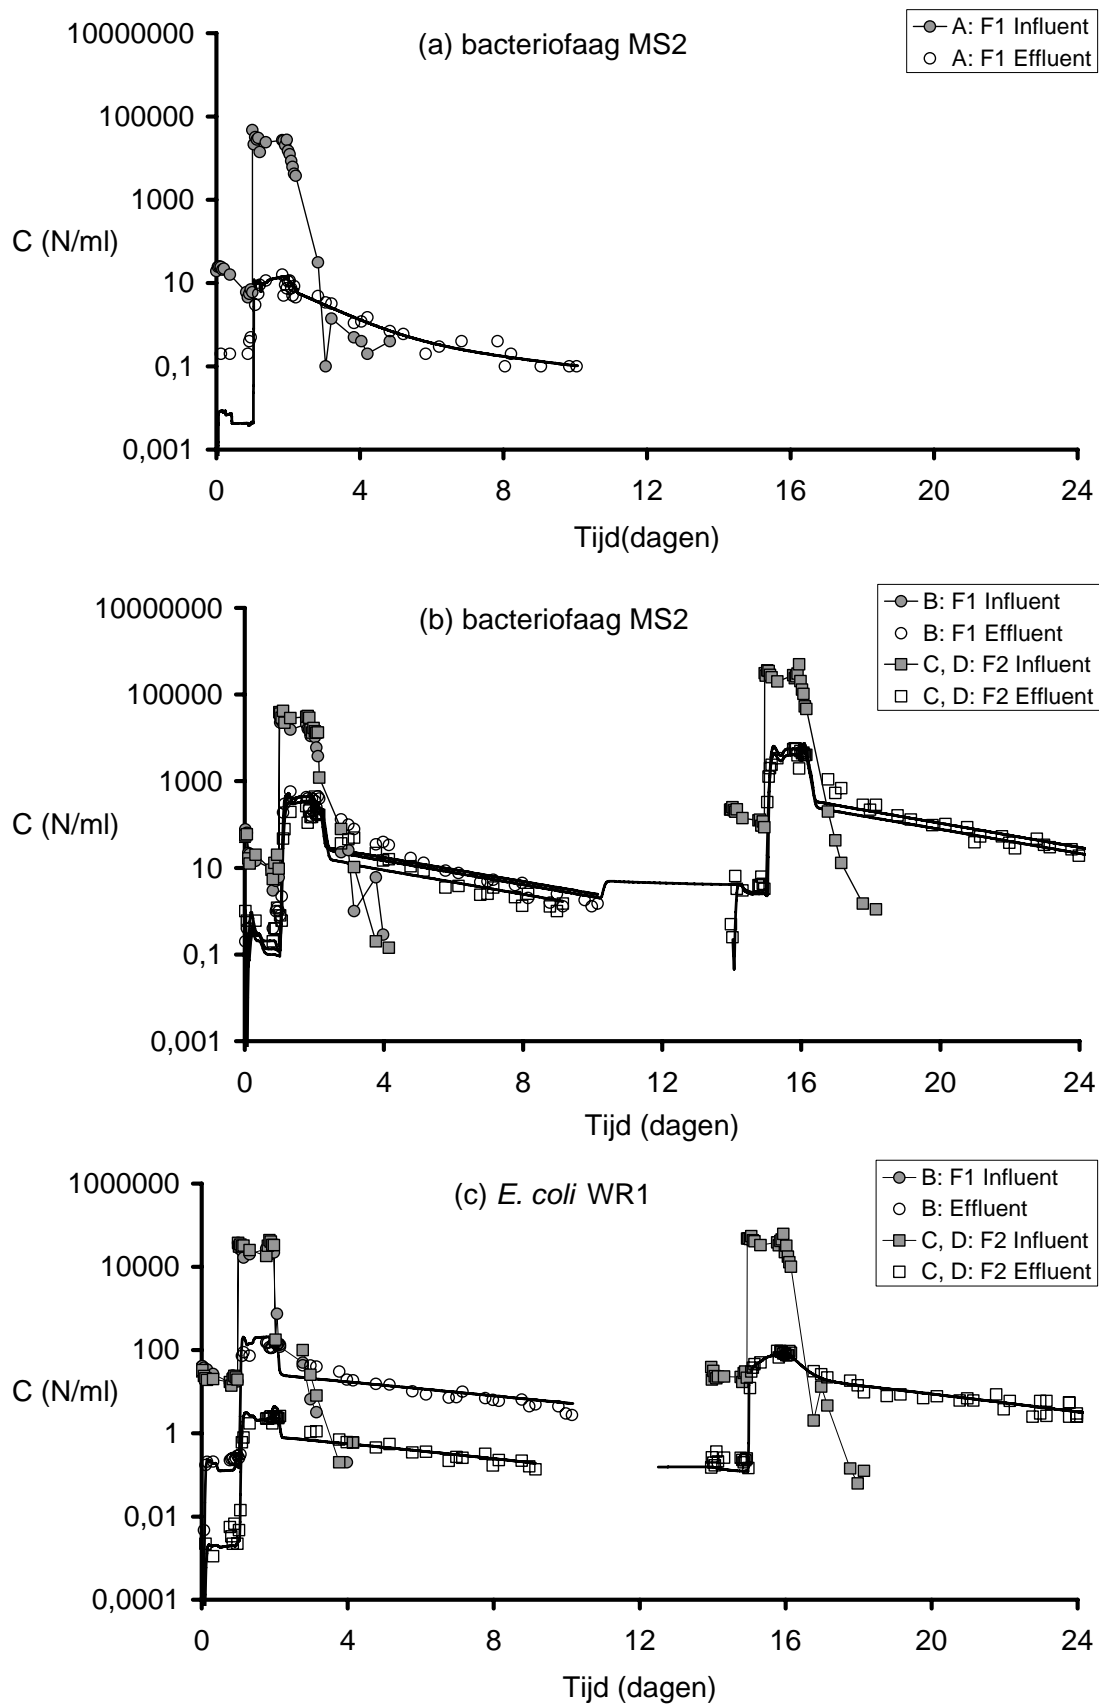 (a) bacteriofaag MS2
A: F1 Influent
A: F1 Effluent
10000000
100000
1000
10
0,1
0,001
C (N/ml)
0 4 8 12 16 20 24
Tijd(dagen)
(b) bacteriofaag MS2
B: F1 Influent
B: F1 Effluent
C, D: F2 Influent
C, D: F2 Effluent
10000000
100000
1000
10
0,1
0,001
C (N/ml)
0 4 8 12 16 20 24
Tijd (dagen)
(c) E. coli WR1
B: F1 Influent
B: Effluent
C, D: F2 Influent
C, D: F2 Effluent
1000000
10000
100
1
0,01
0,0001
C (N/ml)
0 4 8 12 16 20 24
Tijd (dagen)